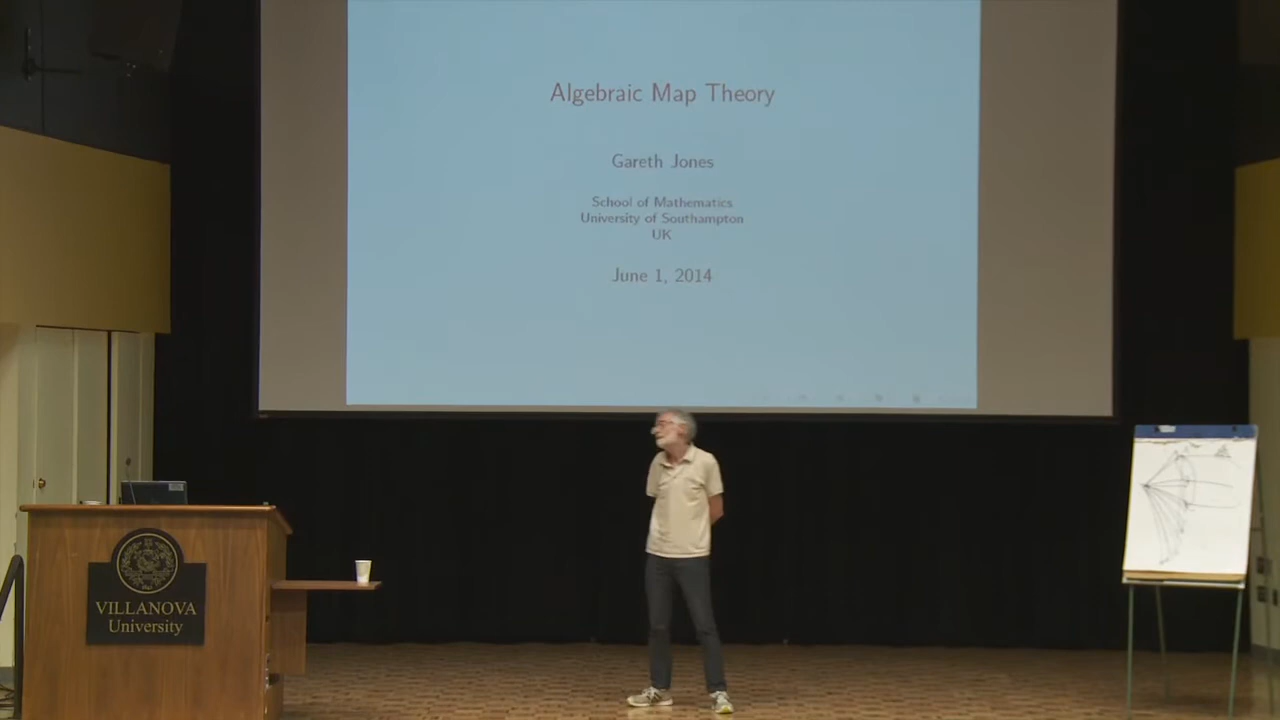 Algebraic Map Theory
Gareth Jones
School of Mathematics
University of Southampton
UK
June 1, 2014
VILLANOVA
University